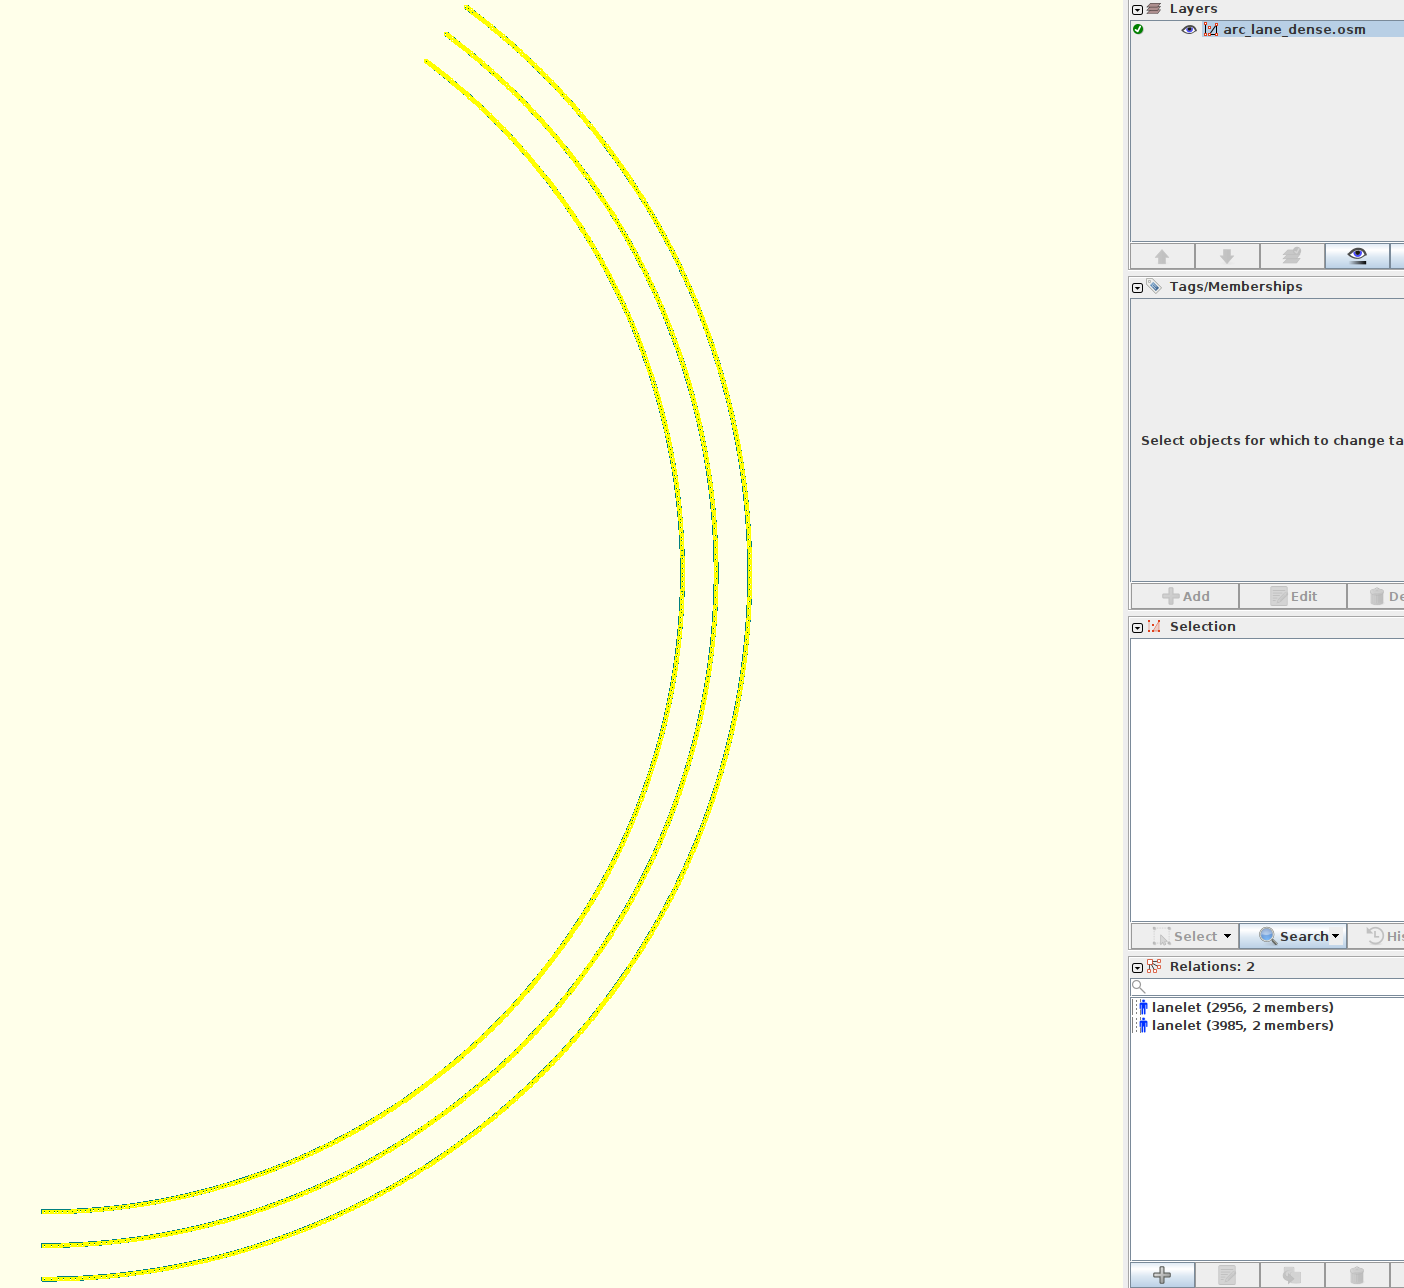 Layers
arc_lane_dense.osm
Tags/Memberships
Select objects for which to change ta
Add
Edit
De
Selection
Select
Search
His
Relations: 2
lanelet (2956, 2 members)
lanelet (3985, 2 members)